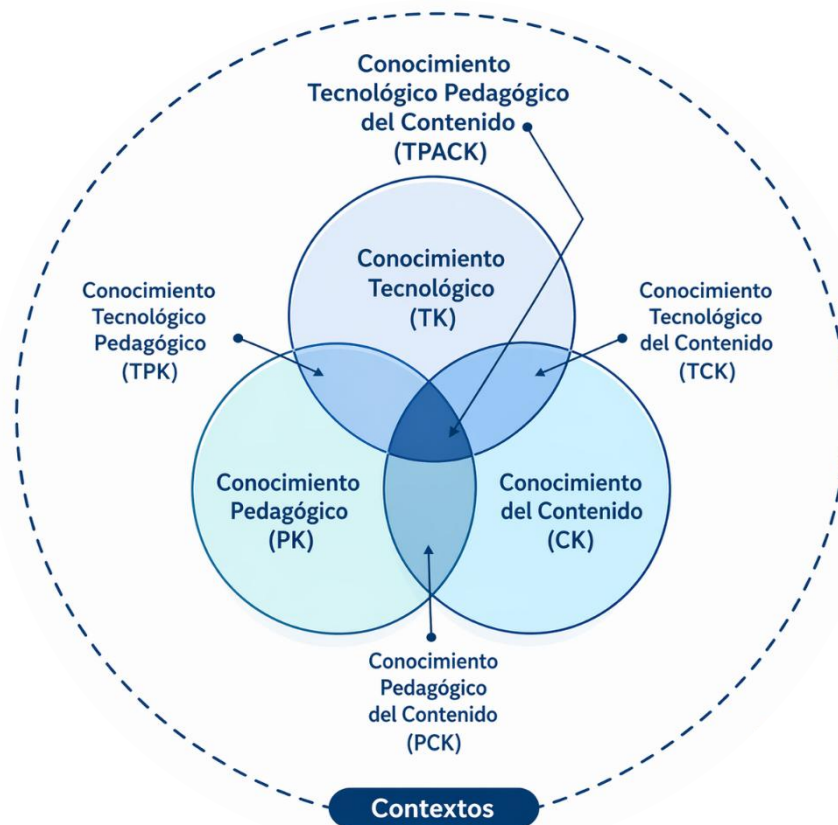 Conocimiento
Tecnológico Pedagógico
del Contenido
(TPACK)
Conocimiento
Tecnológico
(TK)
Conocimiento
Tecnológico
Pedagógico
(TPK)
Conocimiento
Tecnológico
del Contenido
(TCK)
Conocimiento
Pedagógico
(PK)
Conocimiento
del Contenido
(CK)
Conocimiento
Pedagógico
del Contenido
(PCK)
Contextos